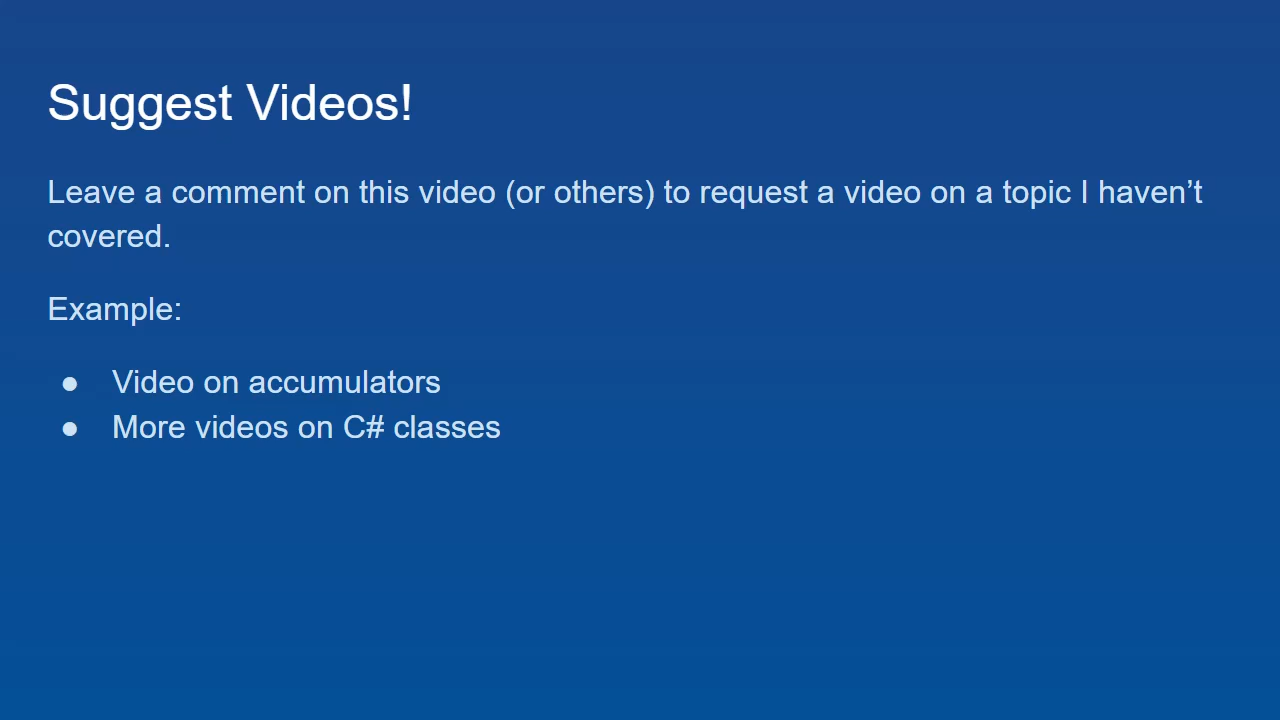 Suggest Videos!
Leave a comment on this video (or others) to request a video on a topic I haven’t
covered.
Example:
● Video on accumulators
● More videos on C# classes